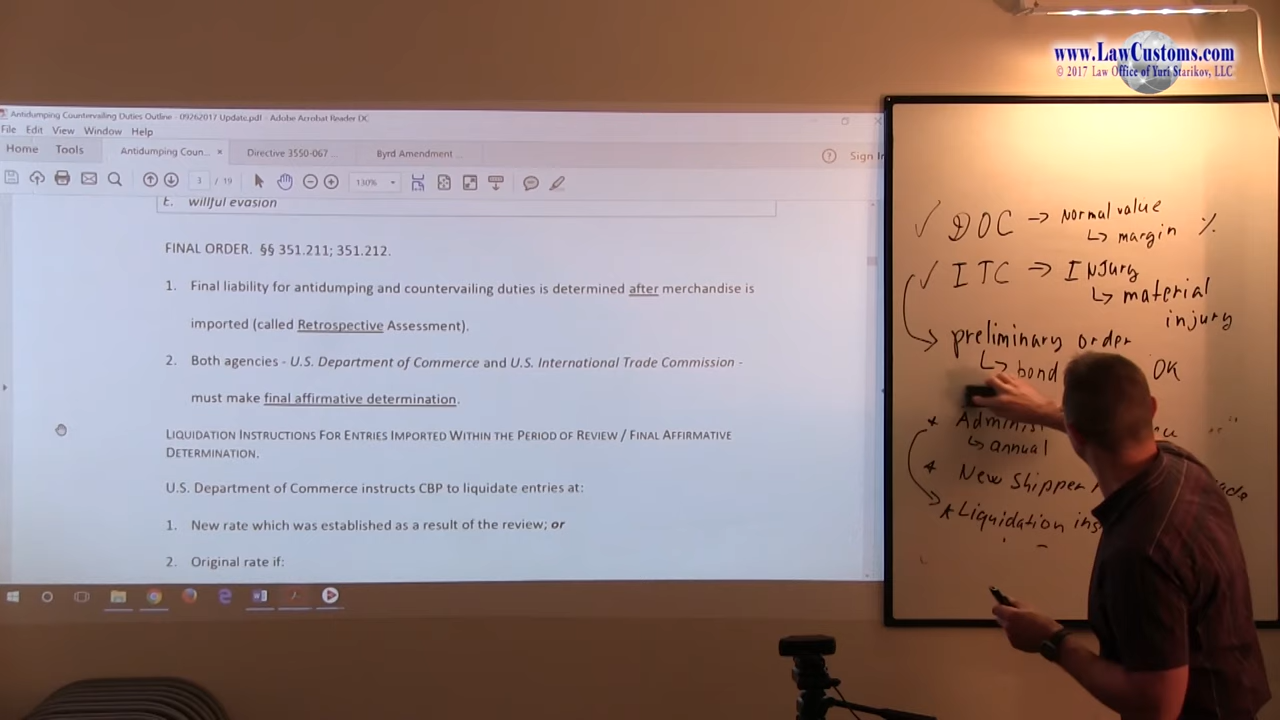 www.LawCustoms.com
© 2017 Law Office of Yuri Starikov, LLC
Antidumping Countervailing Duties Outline - 09262017 Update.pdf - Adobe Acrobat Reader DC
File Edit View Window Help
Home Tools Antidumping Coun... × Directive 3550-067 ... Byrd Amendment ... Sign In
3 / 19 130%
willful evasion
FINAL ORDER. §§ 351.211; 351.212.
1. Final liability for antidumping and countervailing duties is determined after merchandise is
imported (called Retrospective Assessment).
2. Both agencies - U.S. Department of Commerce and U.S. International Trade Commission -
must make final affirmative determination.
LIQUIDATION INSTRUCTIONS FOR ENTRIES IMPORTED WITHIN THE PERIOD OF REVIEW / FINAL AFFIRMATIVE
DETERMINATION.
U.S. Department of Commerce instructs CBP to liquidate entries at:
1. New rate which was established as a result of the review; or
2. Original rate if:
✓ DOC → Normal value
↳ margin %
✓ ITC → INjury
↳ material
injury
→ preliminary order
↳ bond OK
* Adminis
↳ annual
* New Shipper
* Liquidation ins